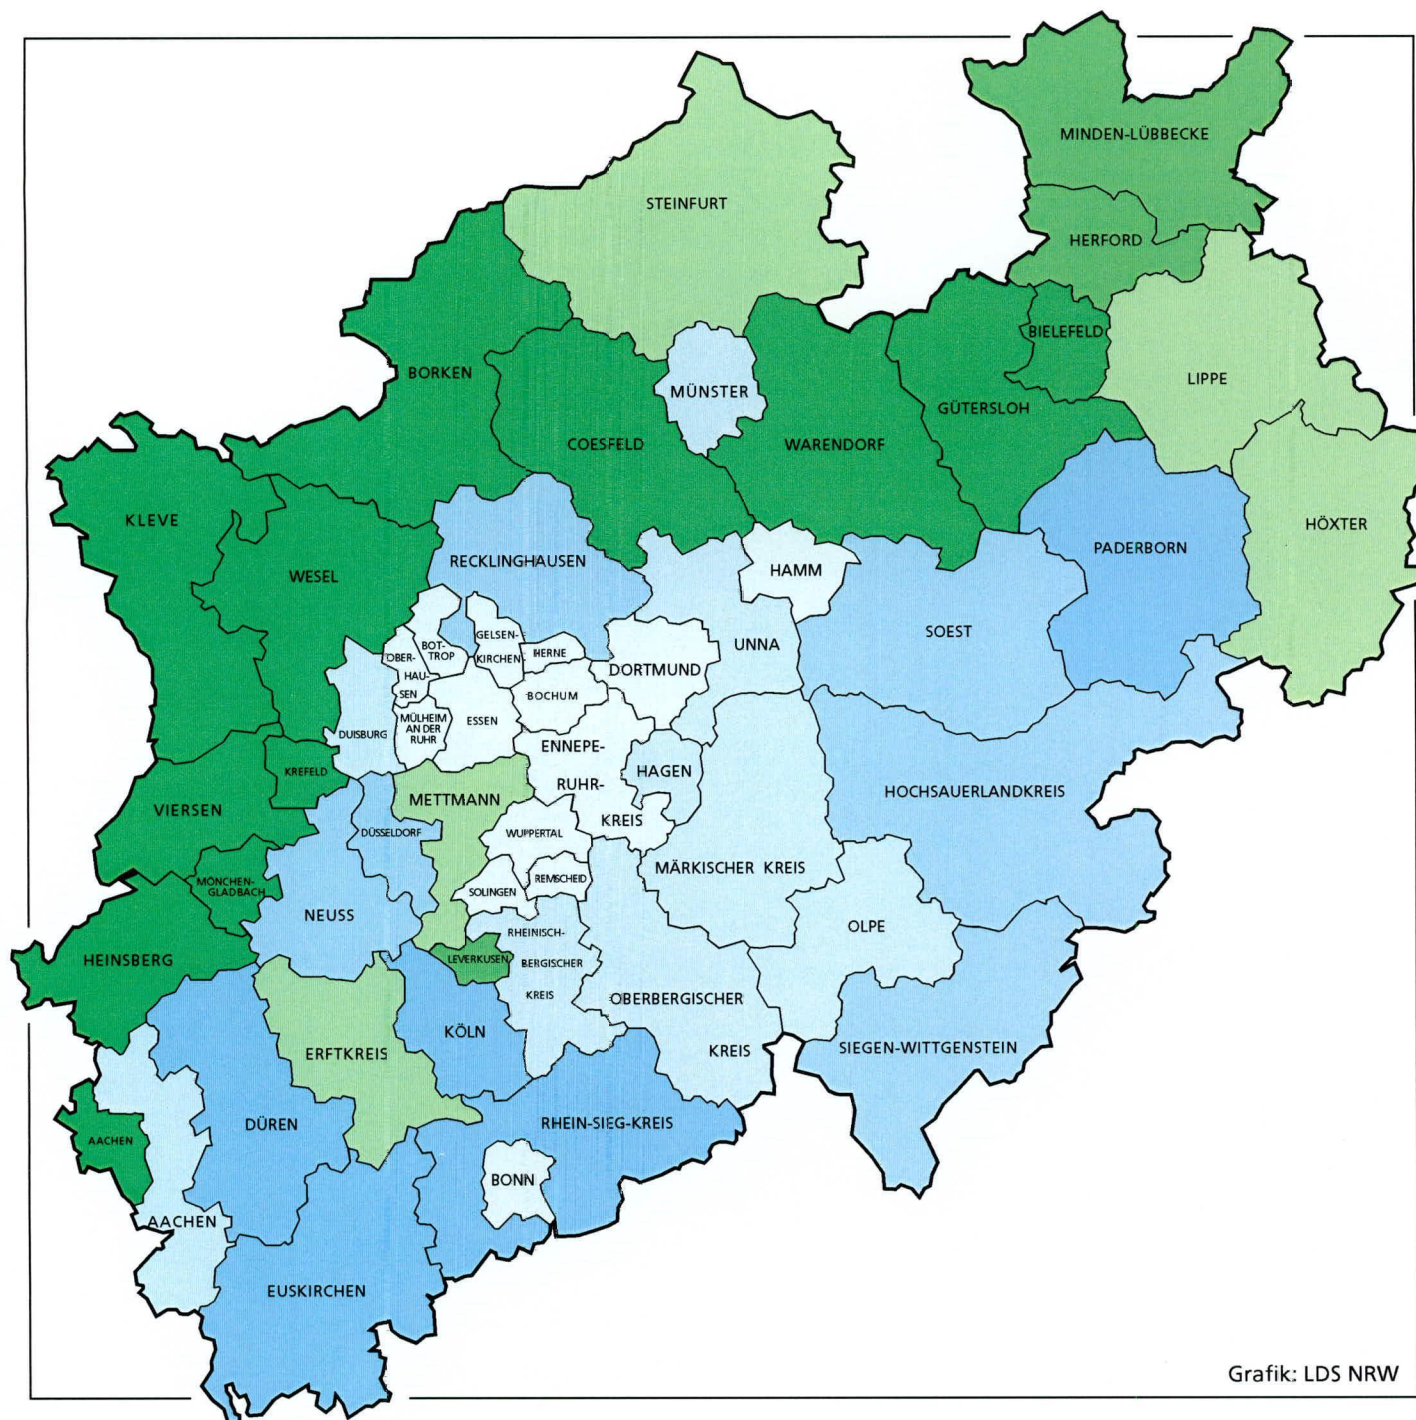 MINDEN-LÜBBECKE
STEINFURT
HERFORD
BIELEFELD
BORKEN
LIPPE
MÜNSTER
GÜTERSLOH
COESFELD
WARENDORF
KLEVE
HÖXTER
PADERBORN
RECKLINGHAUSEN
HAMM
WESEL
SOEST
GELSEN-
KIRCHEN
UNNA
BOT-
TROP
HERNE
OBER-
HAU-
SEN
DORTMUND
BOCHUM
MÜLHEIM
AN DER
RUHR
ESSEN
DUISBURG
ENNEPE-
RUHR-
KREIS
KREFELD
HAGEN
HOCHSAUERLANDKREIS
METTMANN
VIERSEN
DÜSSELDORF
WUPPERTAL
MÄRKISCHER KREIS
REMSCHEID
MÖNCHEN-
GLADBACH
SOLINGEN
NEUSS
OLPE
RHEINISCH-
BERGISCHER
KREIS
HEINSBERG
LEVERKUSEN
OBERBERGISCHER
KREIS
KÖLN
SIEGEN-WITTGENSTEIN
ERFTKREIS
DÜREN
RHEIN-SIEG-KREIS
AACHEN
BONN
AACHEN
EUSKIRCHEN
Grafik: LDS NRW